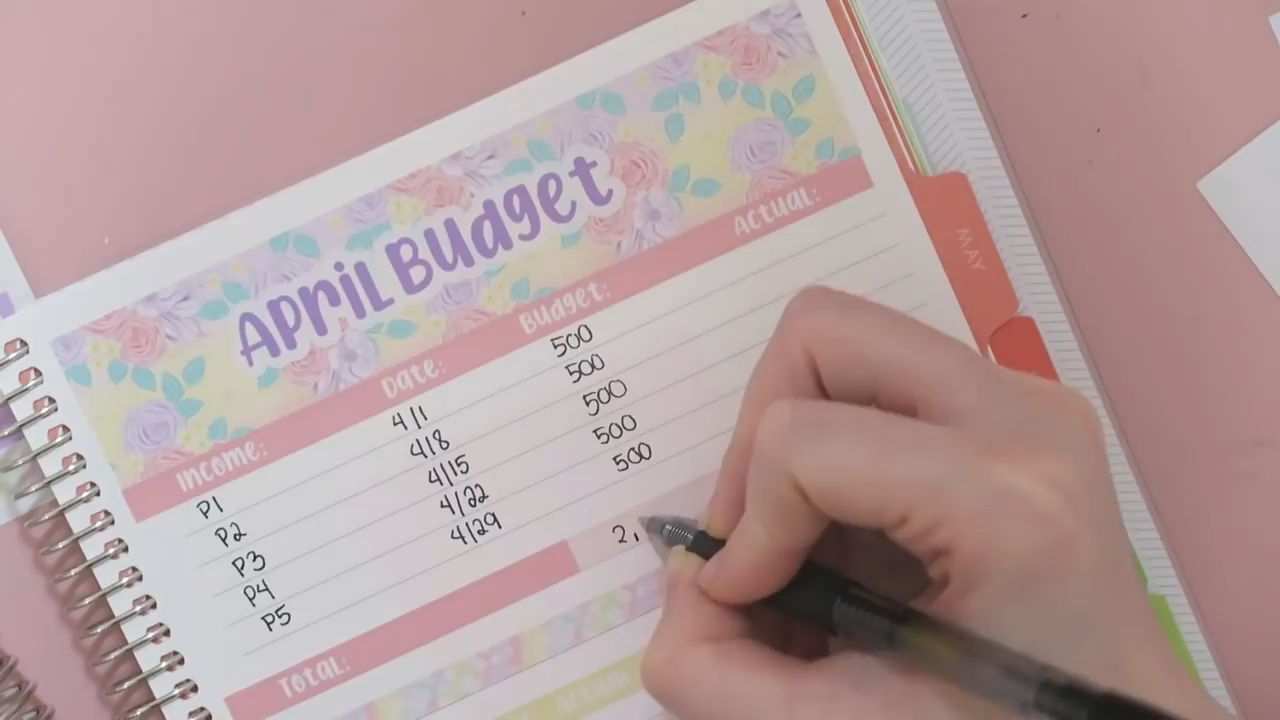 April Budget
Income: Date: Budget: Actual:
P1 4/1 500
P2 4/8 500
P3 4/15 500
P4 4/22 500
P5 4/29 500
Total: 2,
MAY